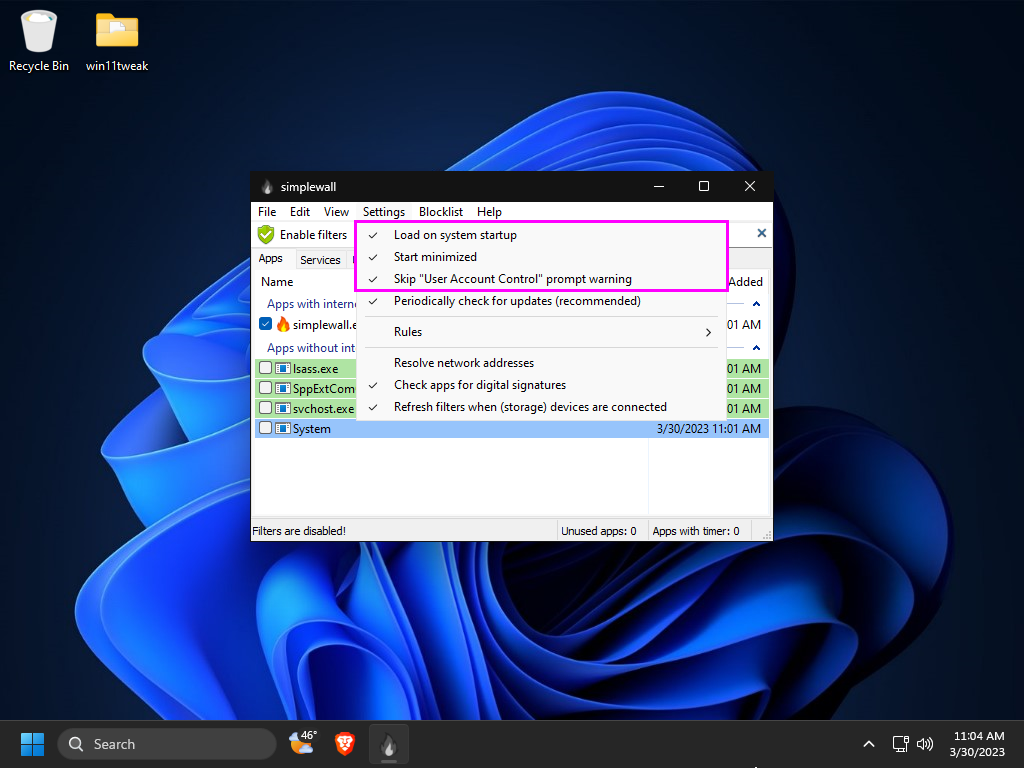 Recycle Bin
win11tweak
simplewall
File Edit View Settings Blocklist Help
Enable filters
Load on system startup
Start minimized
Skip "User Account Control" prompt warning
Periodically check for updates (recommended)
Rules
Resolve network addresses
Check apps for digital signatures
Refresh filters when (storage) devices are connected
Apps Services
Name Added
Apps with interne
simplewall.e 01 AM
Apps without int
lsass.exe 01 AM
SppExtCom 01 AM
svchost.exe 01 AM
System 3/30/2023 11:01 AM
Filters are disabled! Unused apps: 0 Apps with timer: 0
Search
46°
11:04 AM
3/30/2023